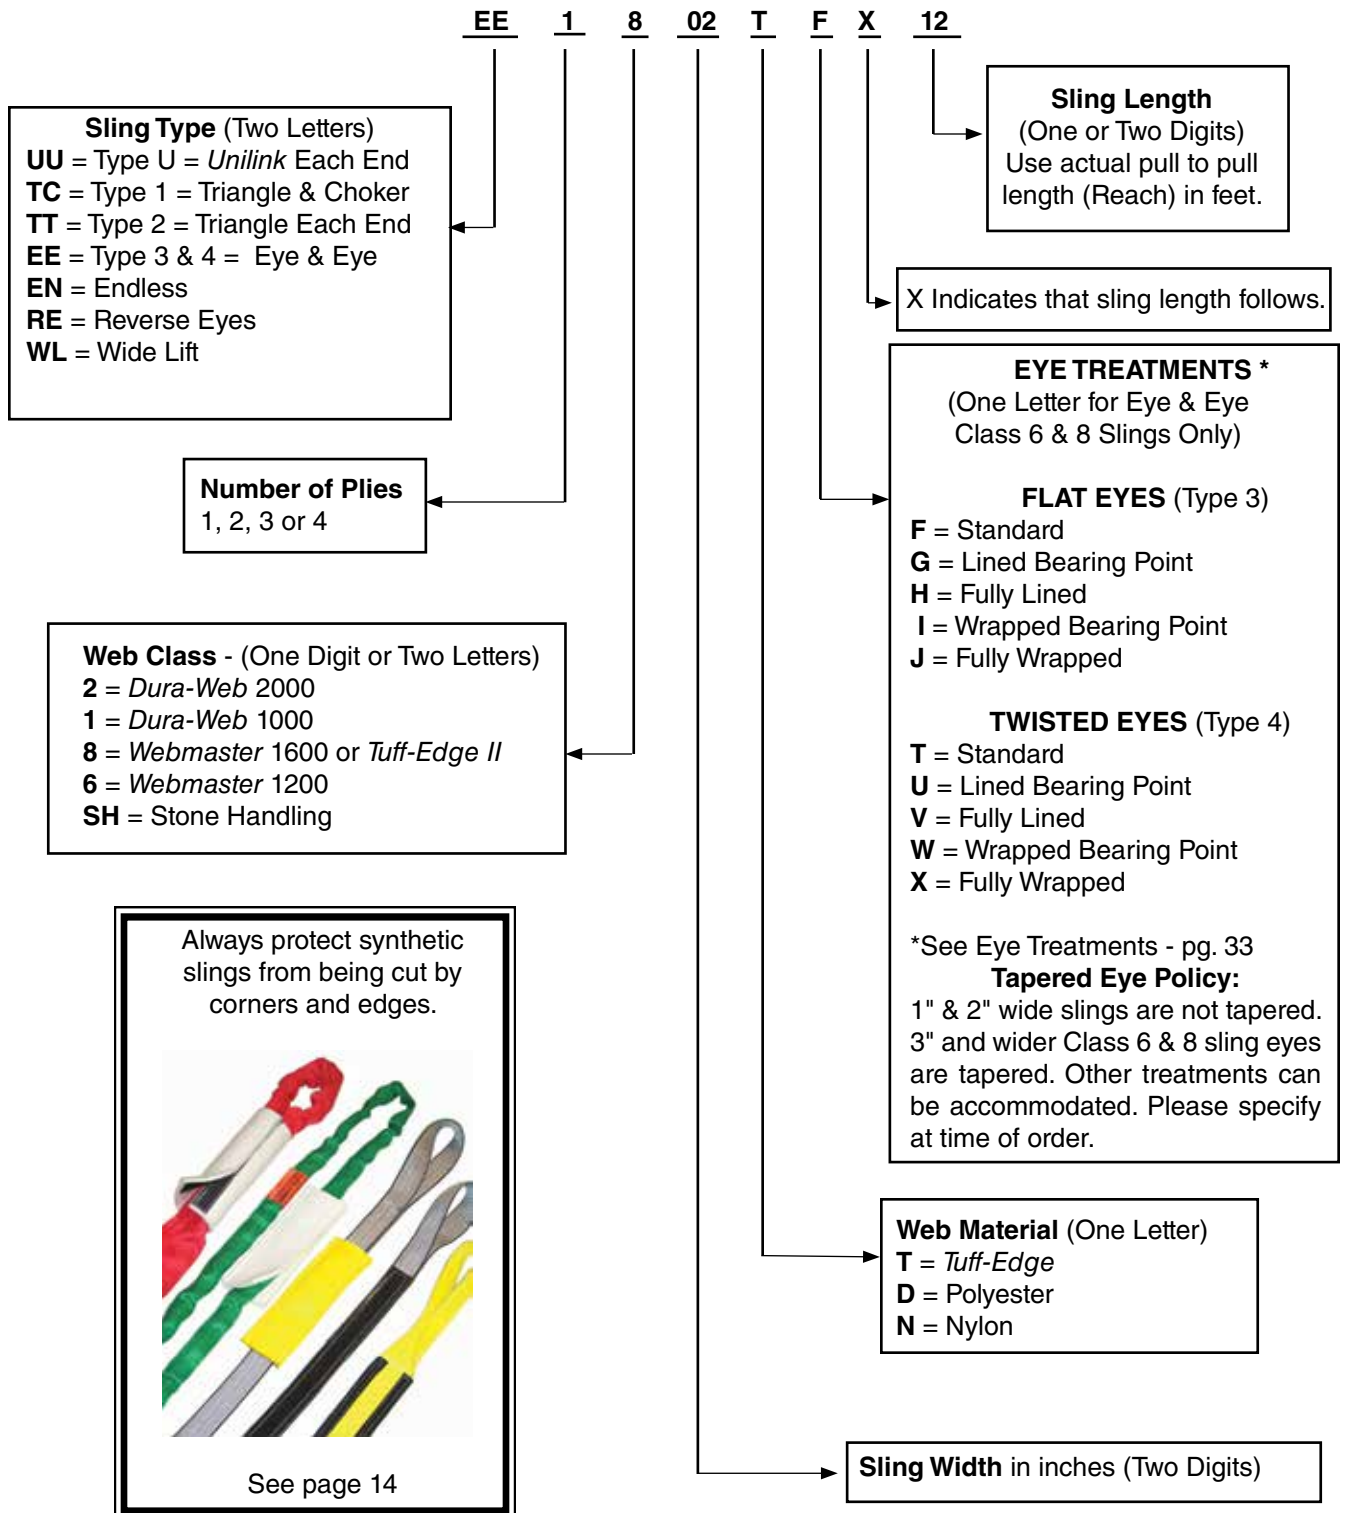 EE 1 8 02 T F X 12
Sling Type (Two Letters)
UU = Type U = Unilink Each End
TC = Type 1 = Triangle & Choker
TT = Type 2 = Triangle Each End
EE = Type 3 & 4 = Eye & Eye
EN = Endless
RE = Reverse Eyes
WL = Wide Lift
Number of Plies
1, 2, 3 or 4
Web Class - (One Digit or Two Letters)
2 = Dura-Web 2000
1 = Dura-Web 1000
8 = Webmaster 1600 or Tuff-Edge II
6 = Webmaster 1200
SH = Stone Handling
Always protect synthetic
slings from being cut by
corners and edges.
See page 14
Sling Length
(One or Two Digits)
Use actual pull to pull
length (Reach) in feet.
X Indicates that sling length follows.
EYE TREATMENTS *
(One Letter for Eye & Eye
Class 6 & 8 Slings Only)
FLAT EYES (Type 3)
F = Standard
G = Lined Bearing Point
H = Fully Lined
I = Wrapped Bearing Point
J = Fully Wrapped
TWISTED EYES (Type 4)
T = Standard
U = Lined Bearing Point
V = Fully Lined
W = Wrapped Bearing Point
X = Fully Wrapped
*See Eye Treatments - pg. 33
Tapered Eye Policy:
1" & 2" wide slings are not tapered.
3" and wider Class 6 & 8 sling eyes
are tapered. Other treatments can
be accommodated. Please specify
at time of order.
Web Material (One Letter)
T = Tuff-Edge
D = Polyester
N = Nylon
Sling Width in inches (Two Digits)